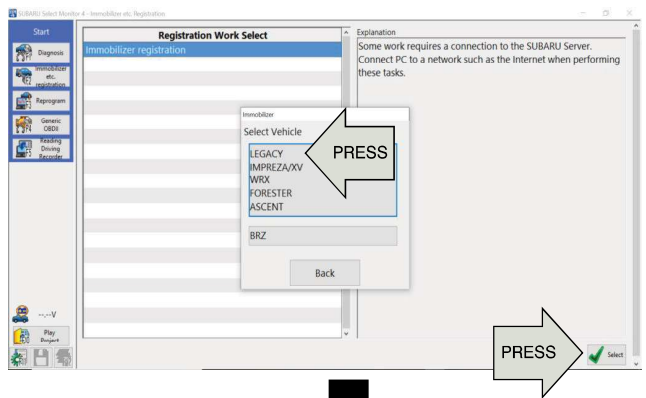 SUBARU Select Monitor 4 - Immobilizer etc. Registration
Start
Diagnosis
Immobilizer
etc.
registration
Reprogram
Generic
OBDII
Reading
Driving
Recorder
--.--V
Play
Project
Registration Work Select
Immobilizer registration
Immobilizer
Select Vehicle
LEGACY
IMPREZA/XV
WRX
FORESTER
ASCENT
BRZ
Back
PRESS
Explanation
Some work requires a connection to the SUBARU Server.
Connect PC to a network such as the Internet when performing
these tasks.
PRESS
Select